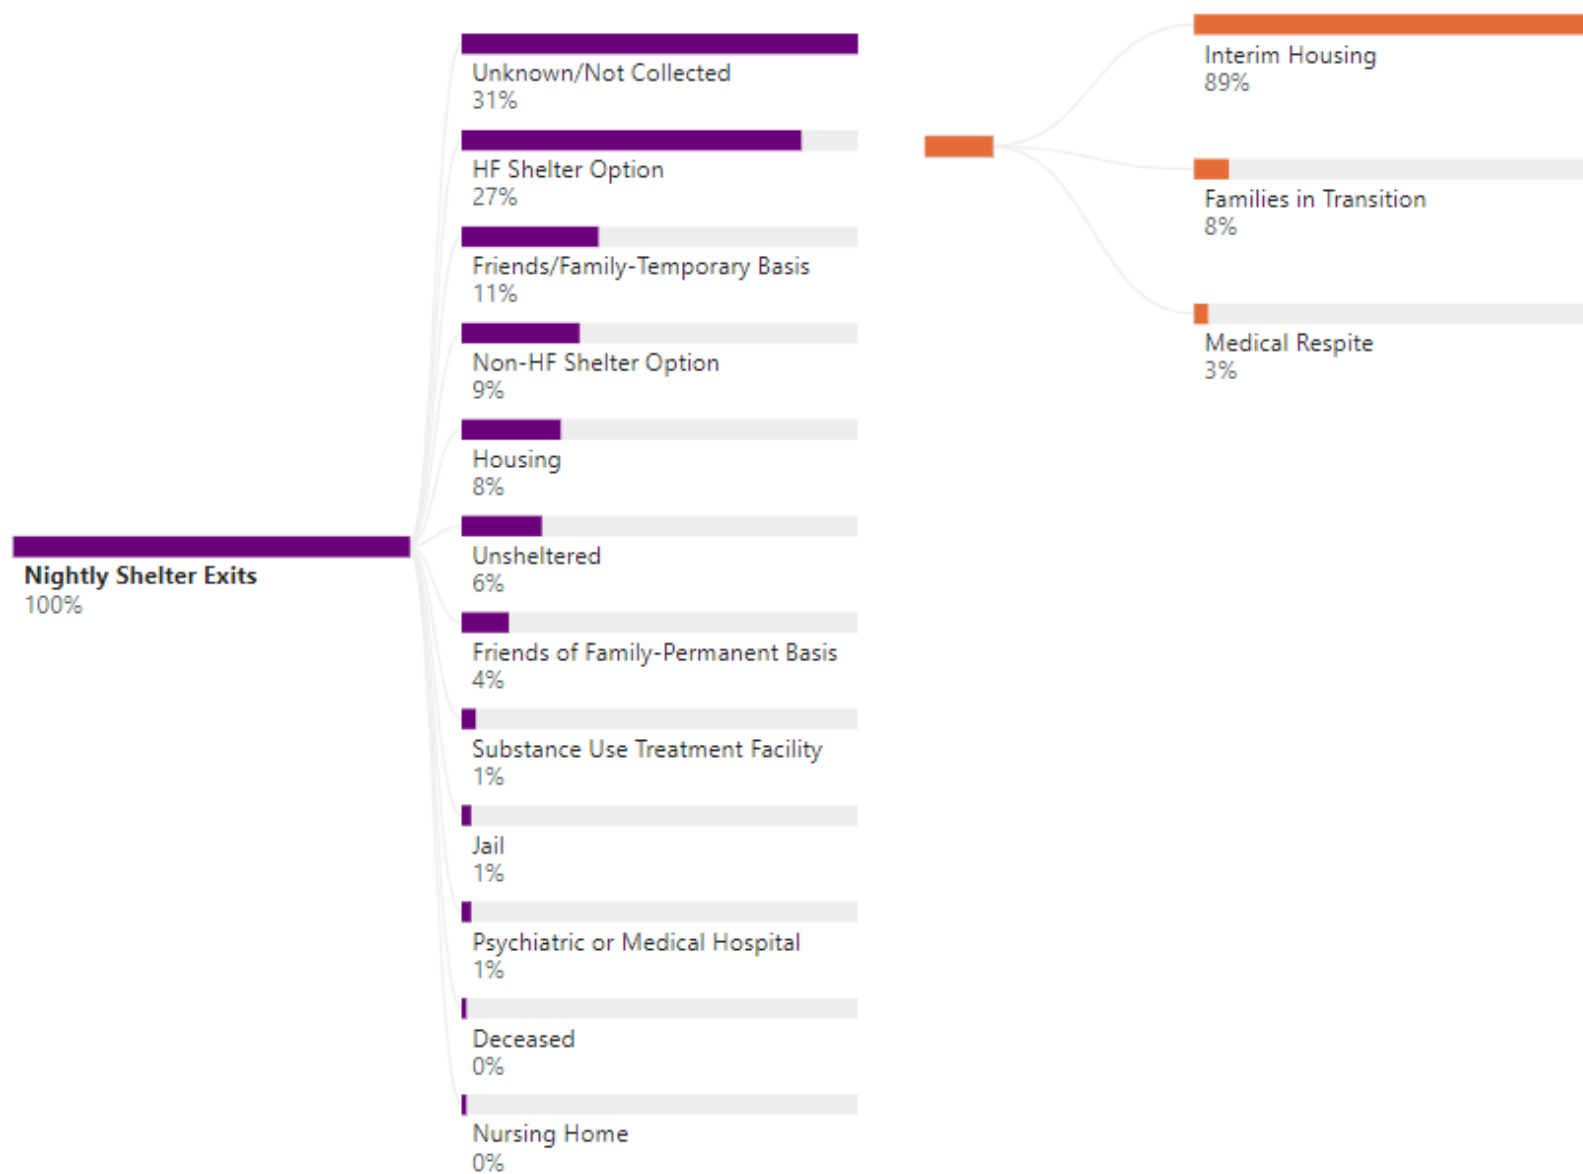 Nightly Shelter Exits
100%
Unknown/Not Collected
31%
HF Shelter Option
27%
Friends/Family-Temporary Basis
11%
Non-HF Shelter Option
9%
Housing
8%
Unsheltered
6%
Friends of Family-Permanent Basis
4%
Substance Use Treatment Facility
1%
Jail
1%
Psychiatric or Medical Hospital
1%
Deceased
0%
Nursing Home
0%
Interim Housing
89%
Families in Transition
8%
Medical Respite
3%